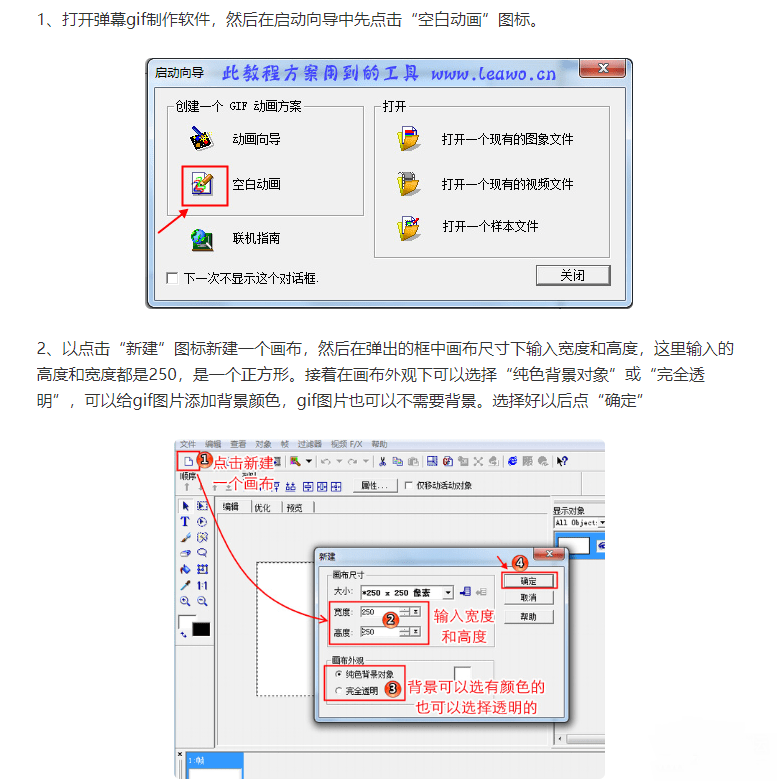 1、打开弹幕gif制作软件，然后在启动向导中先点击“空白动画”图标。
启动向导 此教程方案用到的工具 www.leawo.cn
创建一个 GIF 动画方案
打开
动画向导
打开一个现有的图象文件
空白动画
打开一个现有的视频文件
联机指南
打开一个样本文件
下一次不显示这个对话框.
关闭
2、以点击“新建”图标新建一个画布，然后在弹出的框中画布尺寸下输入宽度和高度，这里输入的
高度和宽度都是250，是一个正方形。接着在画布外观下可以选择“纯色背景对象”或“完全透
明”，可以给gif图片添加背景颜色，gif图片也可以不需要背景。选择好以后点“确定”
文件 编辑 查看 对象 帧 过滤器 视频 F/X 帮助
1 点击新建
一个画布
顺序
属性...
仅移动活动对象
编辑 优化 预览
显示对象
All Object:
新建
画布尺寸
大小: *250 x 250 像素
宽度: 250
高度: 250
2
输入宽度
和高度
4
确定
取消
帮助
画布外观
纯色背景对象
完全透明
3 背景可以选有颜色的
也可以选择透明的
1:帧